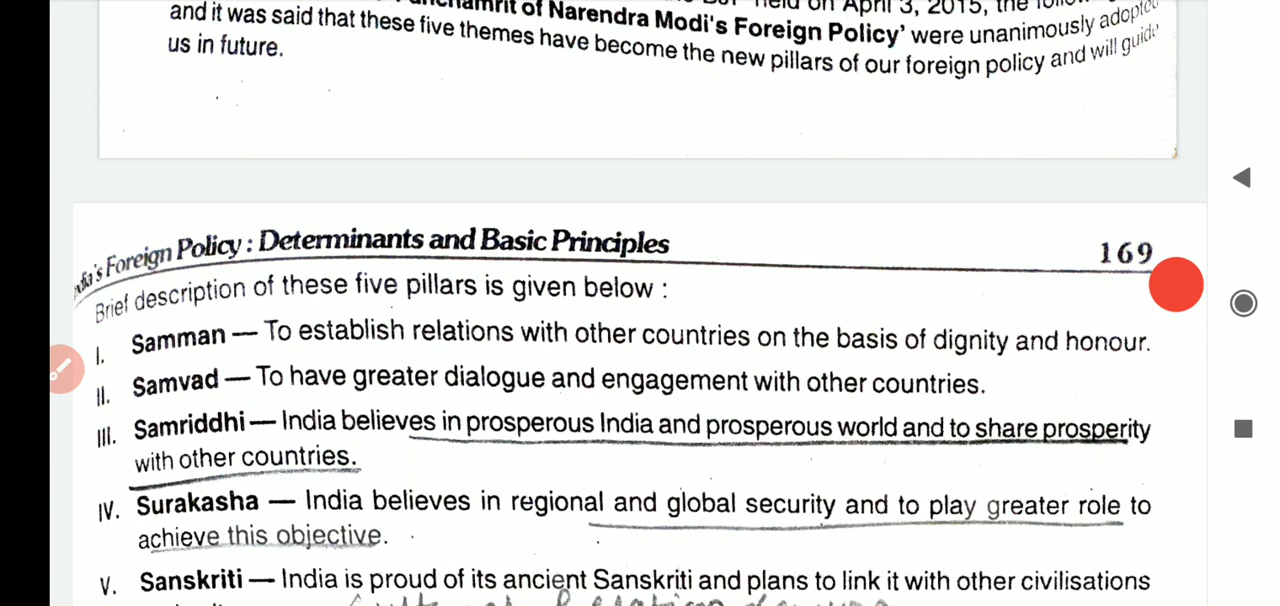 held on April 3, 2015, the
of Narendra Modi's Foreign Policy' were unanimously adopted
and it was said that these five themes have become the new pillars of our foreign policy and will guide
us in future.
Foreign Policy : Determinants and Basic Principles 169
Brief description of these five pillars is given below :
I. Samman — To establish relations with other countries on the basis of dignity and honour.
II. Samvad — To have greater dialogue and engagement with other countries.
III. Samriddhi — India believes in prosperous India and prosperous world and to share prosperity
with other countries.
IV. Surakasha — India believes in regional and global security and to play greater role to
achieve this objective.
V. Sanskriti — India is proud of its ancient Sanskriti and plans to link it with other civilisations